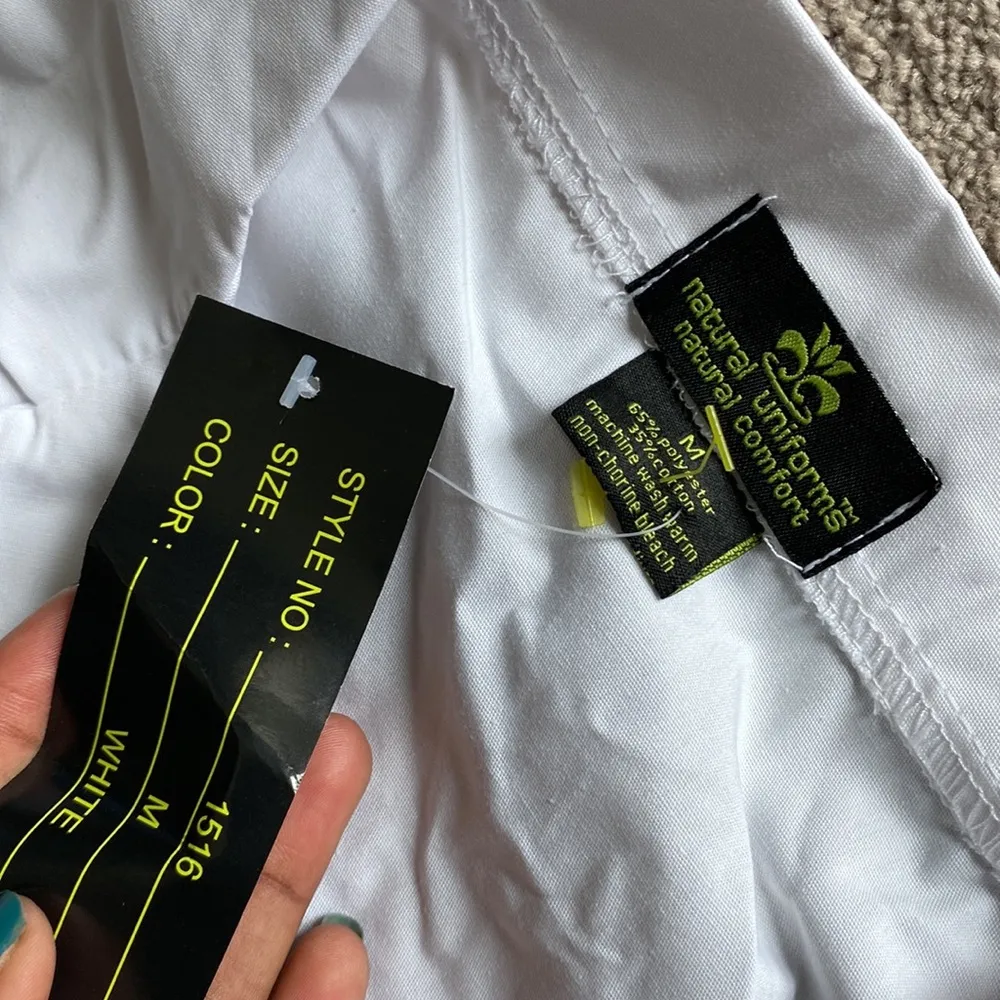 STYLE NO.: 1516
SIZE: M
COLOR: WHITE
natural uniforms™
natural comfort
M
65% polyester
35% cotton
machine wash warm
non-chorine bleach